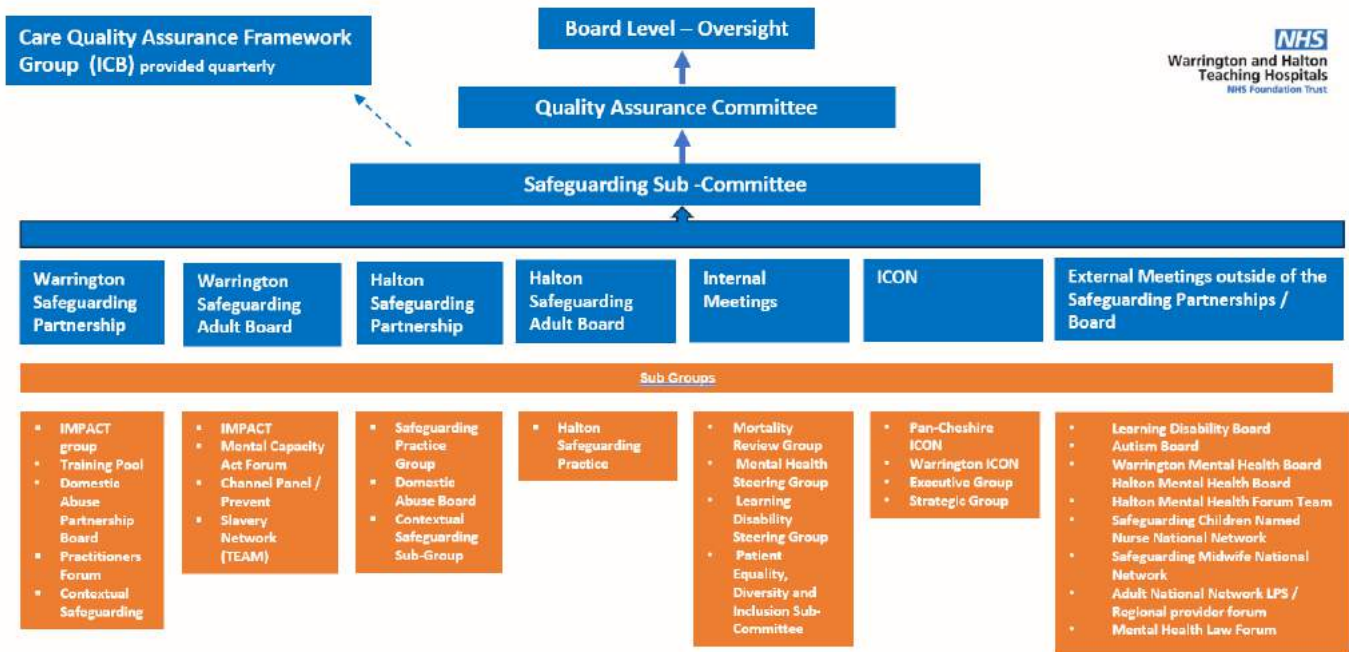 Care Quality Assurance Framework
Group (ICB) provided quarterly
Board Level – Oversight
NHS
Warrington and Halton
Teaching Hospitals
NHS Foundation Trust
Quality Assurance Committee
Safeguarding Sub -Committee
Warrington
Safeguarding
Partnership
Warrington
Safeguarding
Adult Board
Halton
Safeguarding
Partnership
Halton
Safeguarding
Adult Board
Internal
Meetings
ICON
External Meetings outside of the
Safeguarding Partnerships /
Board
Sub Groups
▪ IMPACT
group
▪ Training Pool
▪ Domestic
Abuse
Partnership
Board
▪ Practitioners
Forum
▪ Contextual
Safeguarding
▪ IMPACT
▪ Mental Capacity
Act Forum
▪ Channel Panel /
Prevent
▪ Slavery
Network
(TEAM)
▪ Safeguarding
Practice
Group
▪ Domestic
Abuse Board
▪ Contextual
Safeguarding
Sub-Group
▪ Halton
Safeguarding
Practice
• Mortality
Review Group
• Mental Health
Steering Group
• Learning
Disability
Steering Group
• Patient
Equality,
Diversity and
Inclusion Sub-
Committee
• Pan-Cheshire
ICON
• Warrington ICON
• Executive Group
• Strategic Group
• Learning Disability Board
• Autism Board
• Warrington Mental Health Board
Halton Mental Health Board
• Halton Mental Health Forum Team
• Safeguarding Children Named
Nurse National Network
• Safeguarding Midwife National
Network
• Adult National Network LPS /
Regional provider forum
• Mental Health Law Forum